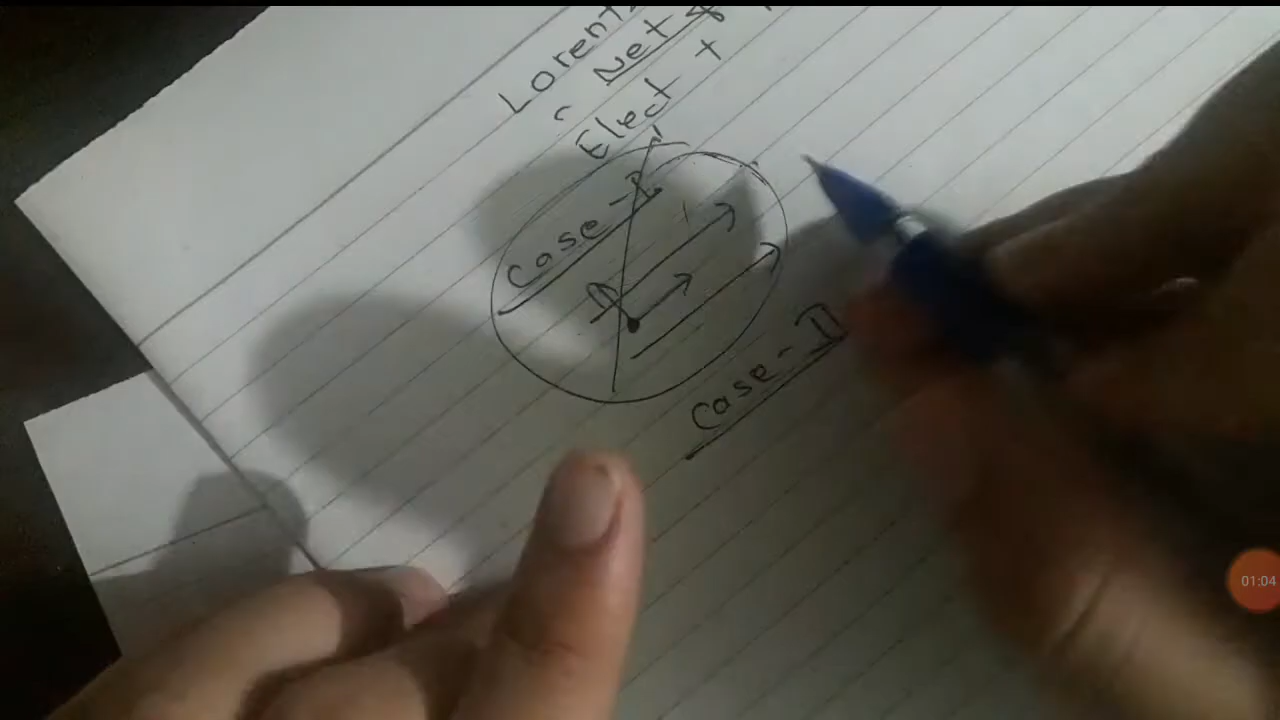 Lorent
Net
Elect +
Case - I
Case - II
01:04